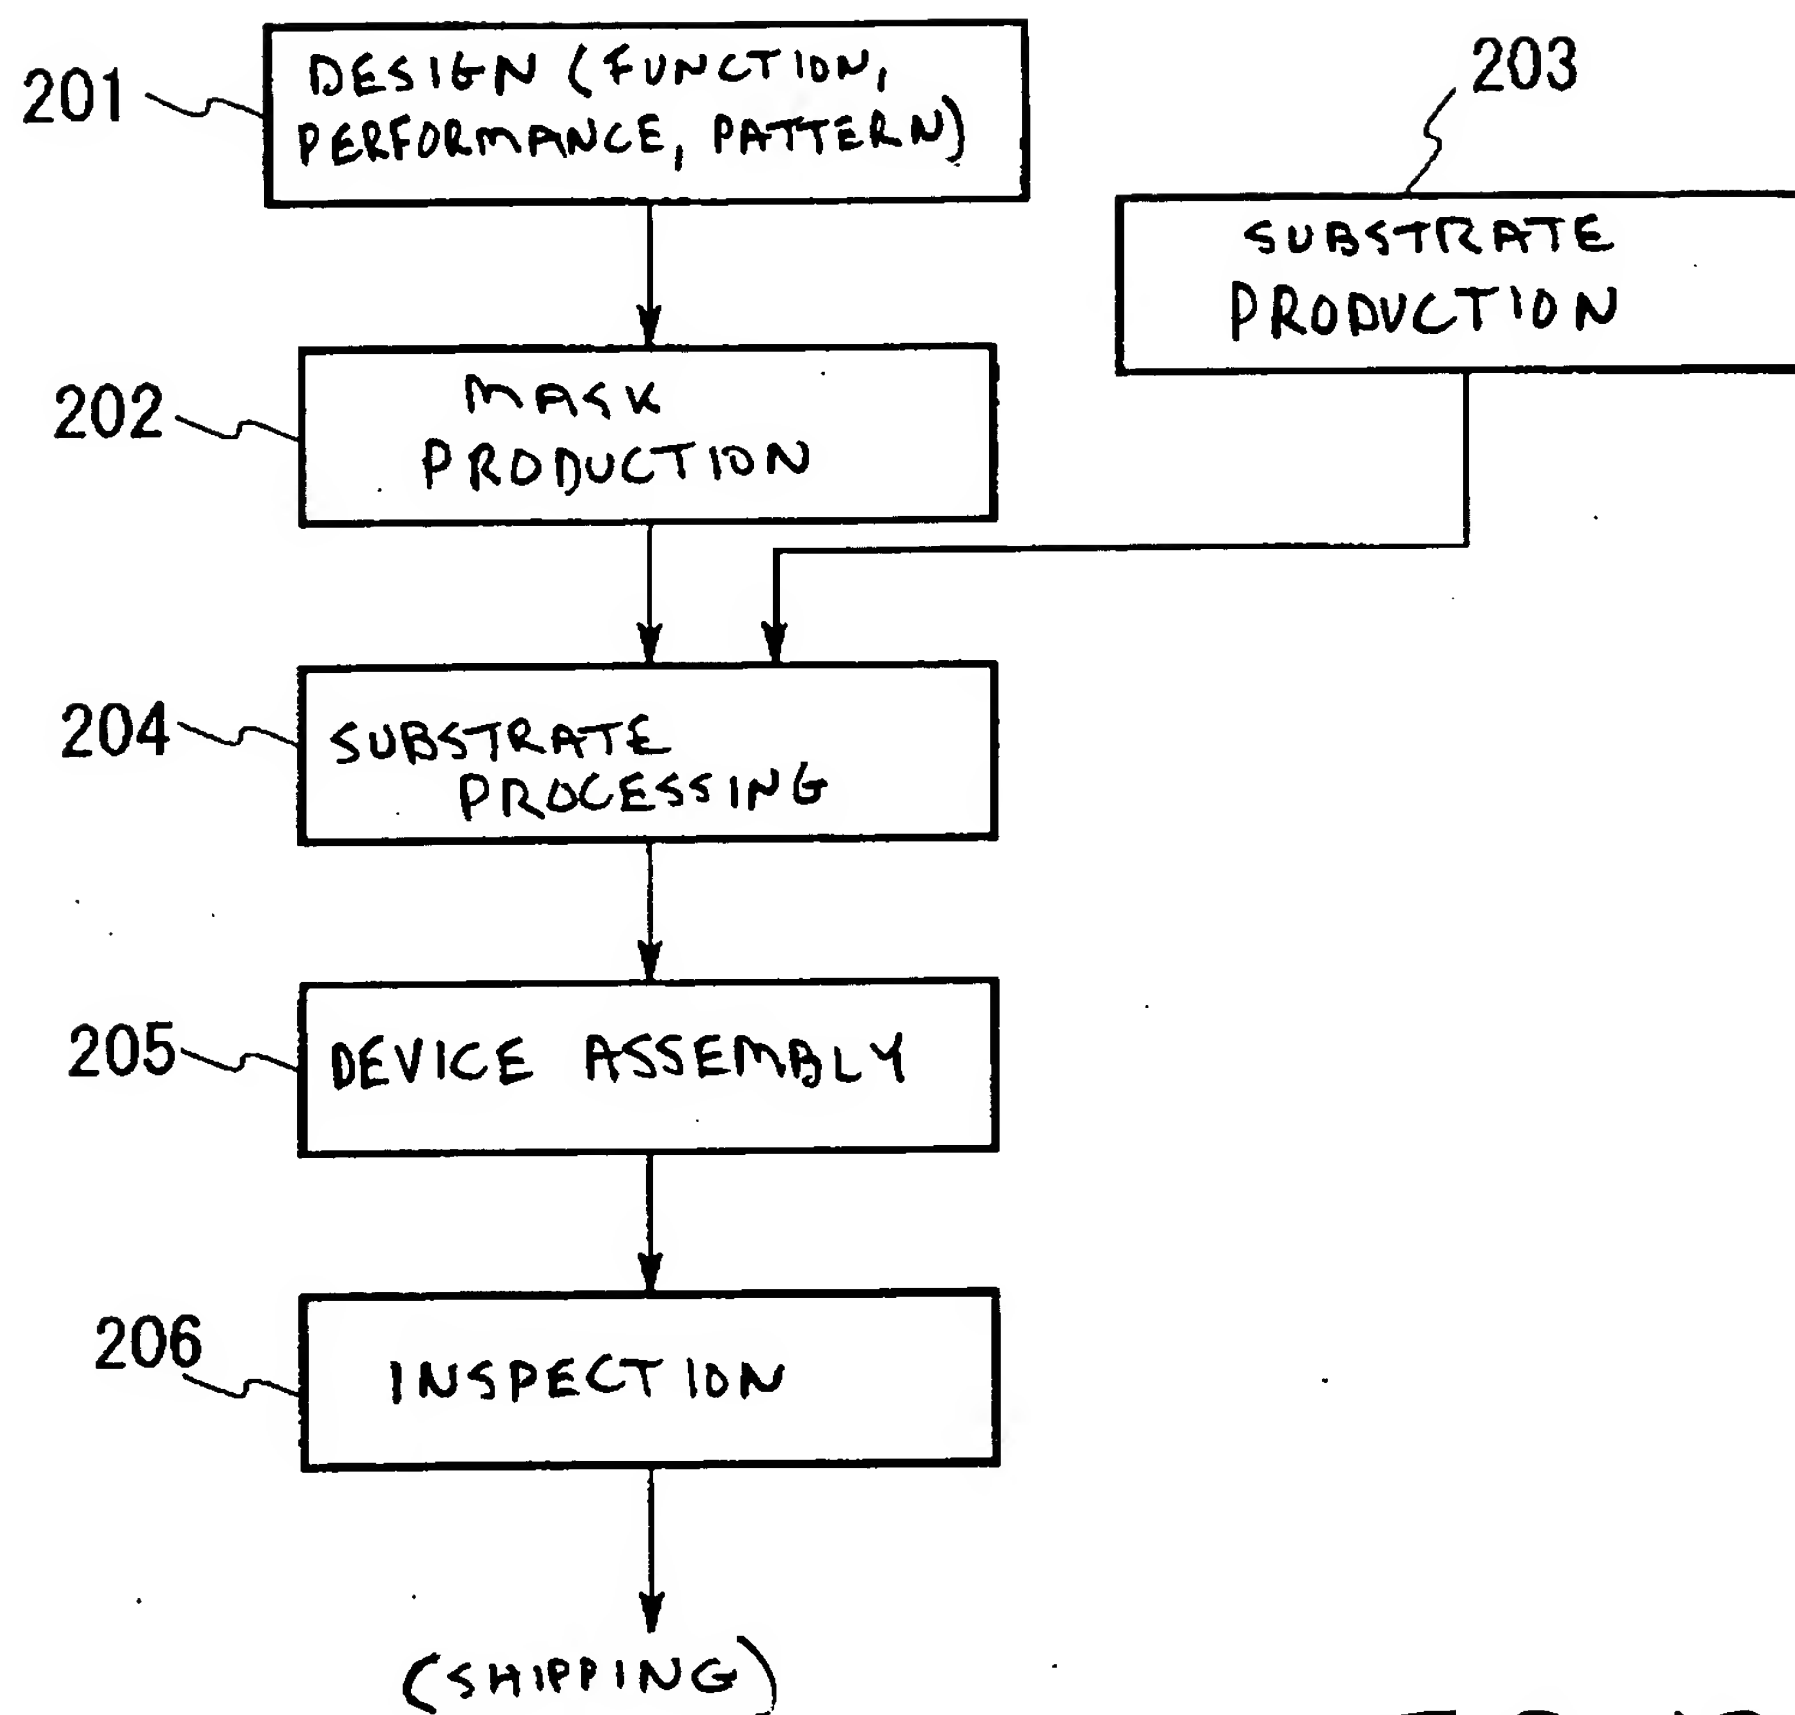 201
DESIGN (FUNCTION,
PERFORMANCE, PATTERN)
203
SUBSTRATE
PRODUCTION
202
MASK
PRODUCTION
204
SUBSTRATE
PROCESSING
205
DEVICE ASSEMBLY
206
INSPECTION
(SHIPPING)